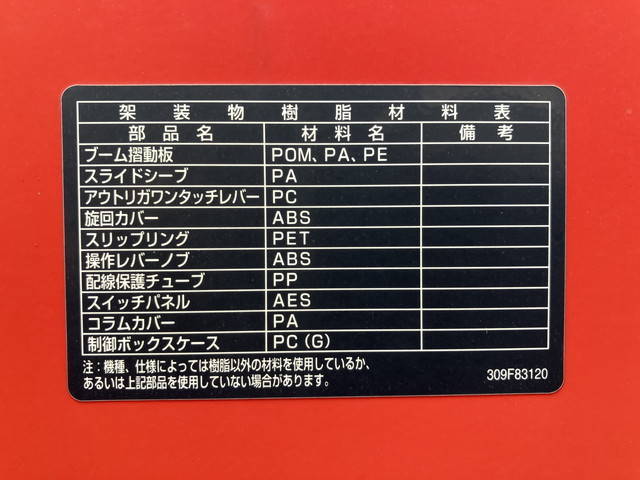 架装物樹脂材料表
部品名 材料名 備考
ブーム摺動板 POM、PA、PE
スライドシーブ PA
アウトリガワンタッチレバー PC
旋回カバー ABS
スリップリング PET
操作レバーノブ ABS
配線保護チューブ PP
スイッチパネル AES
コラムカバー PA
制御ボックスケース PC(G)
注:機種、仕様によっては樹脂以外の材料を使用しているか、
あるいは上記部品を使用していない場合があります。
309F83120